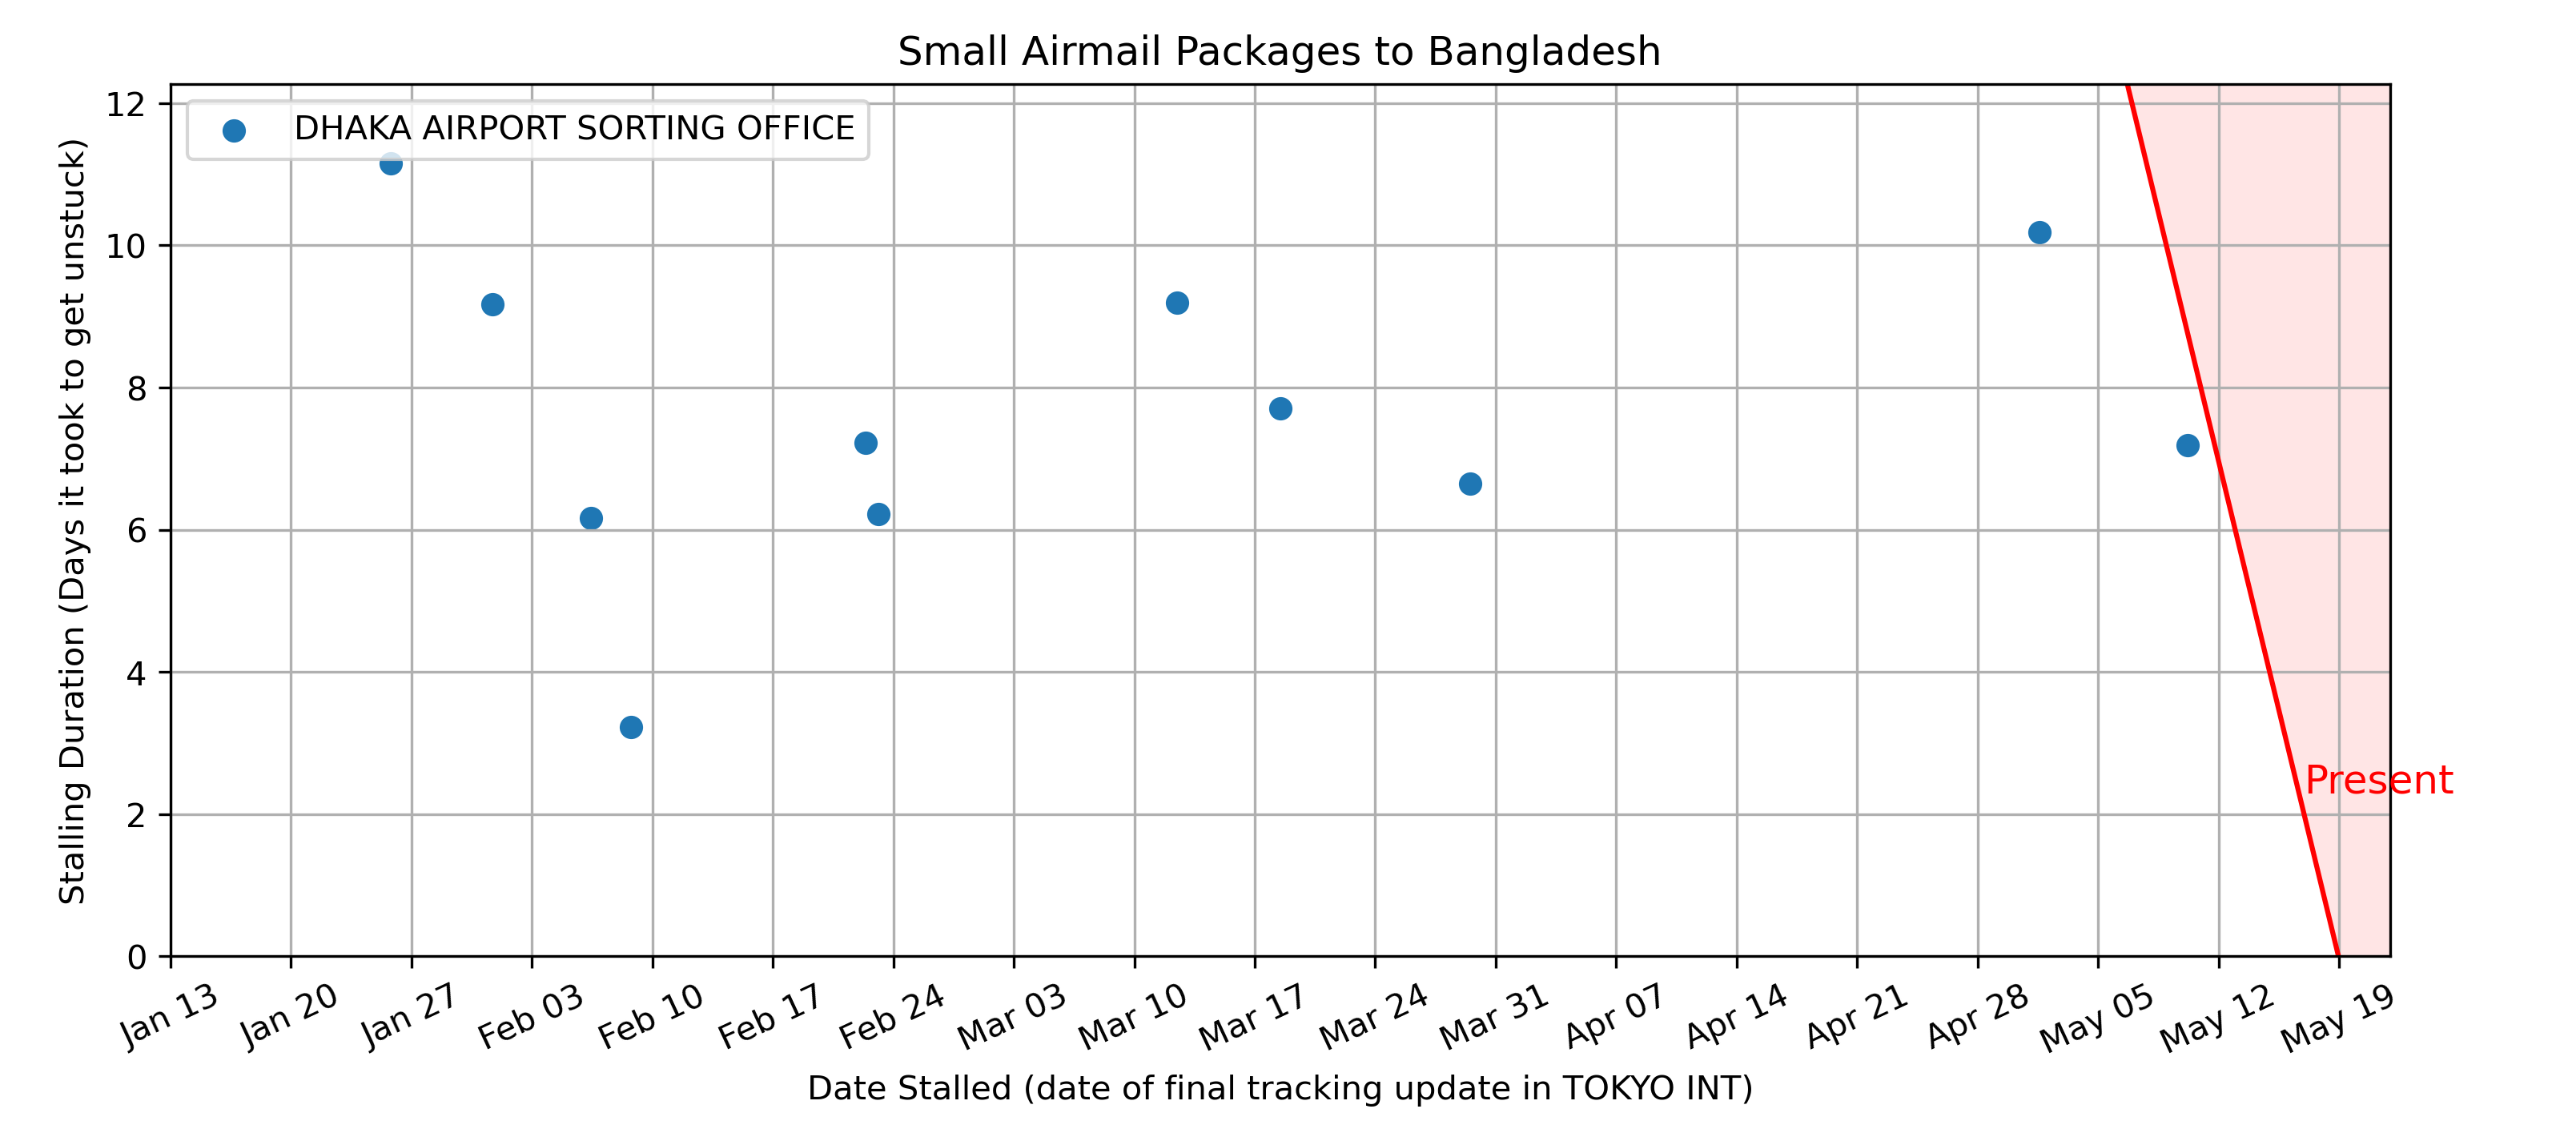 Small Airmail Packages to Bangladesh
DHAKA AIRPORT SORTING OFFICE
Stalling Duration (Days it took to get unstuck)
12
10
8
6
4
2
0
Present
Jan 13
Jan 20
Jan 27
Feb 03
Feb 10
Feb 17
Feb 24
Mar 03
Mar 10
Mar 17
Mar 24
Mar 31
Apr 07
Apr 14
Apr 21
Apr 28
May 05
May 12
May 19
Date Stalled (date of final tracking update in TOKYO INT)